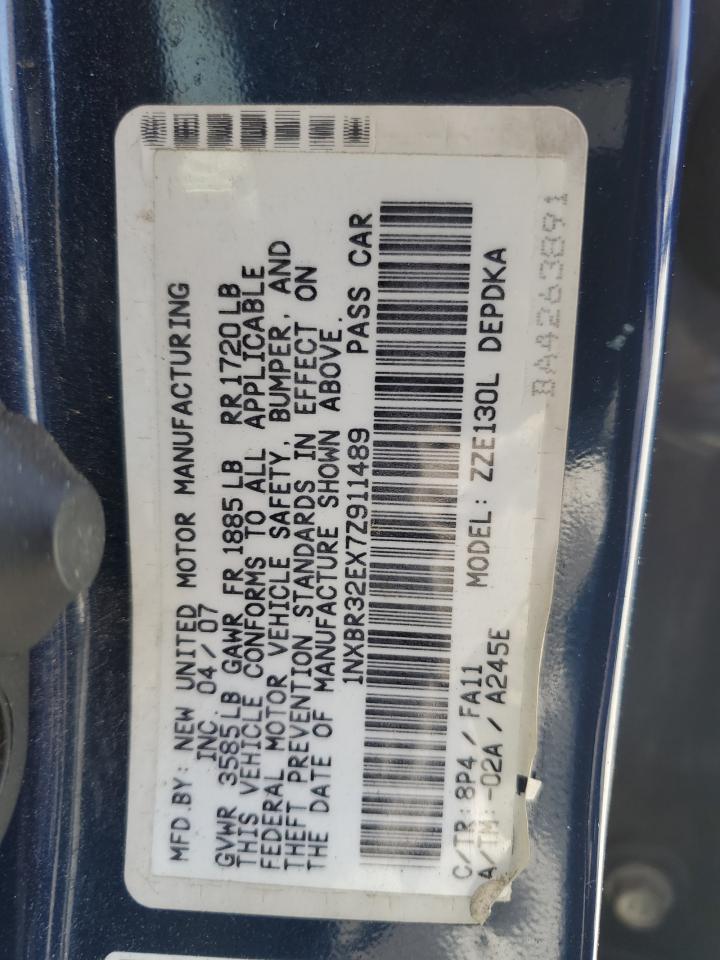 MFD.BY: NEW UNITED MOTOR MANUFACTURING
INC. 04/07
GVWR 3585LB GAWR FR 1885LB RR1720LB
THIS VEHICLE CONFORMS TO ALL APPLICABLE
FEDERAL MOTOR VEHICLE SAFETY, BUMPER, AND
THEFT PREVENTION STANDARDS IN EFFECT ON
THE DATE OF MANUFACTURE SHOWN ABOVE.
1NXBR32EX7Z911489 PASS CAR
C/TR: 8P4 / FA11 MODEL: ZZE130L DEPDKA
A/TM: -02A / A245E
BA4263891